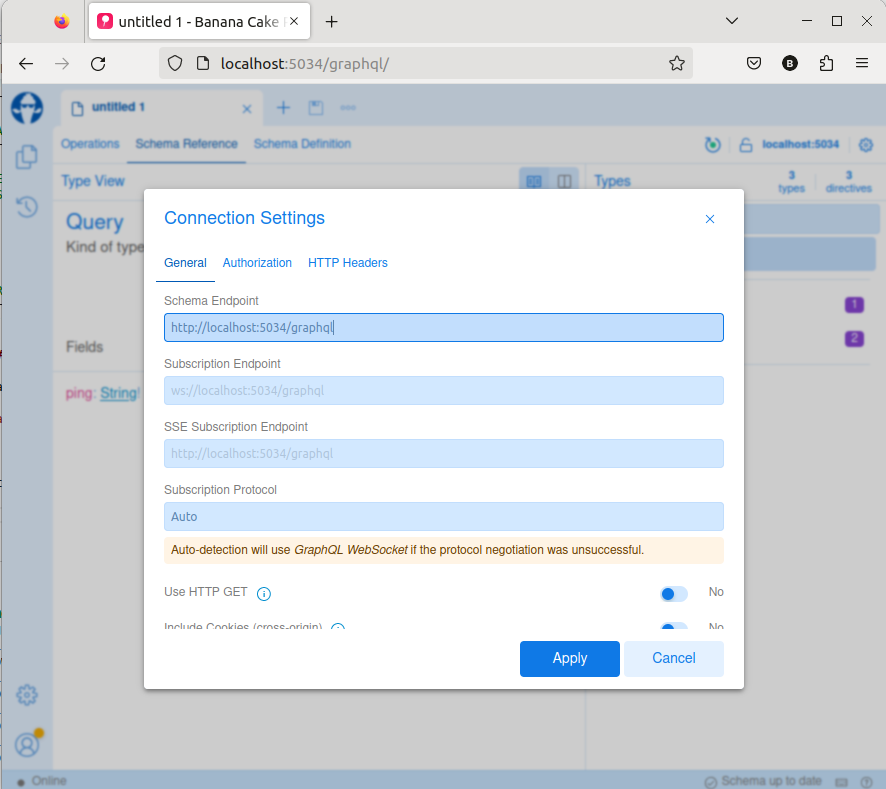 untitled 1 - Banana Cake
localhost:5034/graphql/
B
untitled 1
Operations
Schema Reference
Schema Definition
localhost:5034
Type View
Types
3
types
3
directives
Query
Kind of type
1
2
Fields
ping: String!
Connection Settings
General
Authorization
HTTP Headers
Schema Endpoint
http://localhost:5034/graphql
Subscription Endpoint
ws://localhost:5034/graphql
SSE Subscription Endpoint
http://localhost:5034/graphql
Subscription Protocol
Auto
Auto-detection will use GraphQL WebSocket if the protocol negotiation was unsuccessful.
Use HTTP GET
No
Include Cookies (cross-origin)
No
Apply
Cancel
Online
Schema up to date